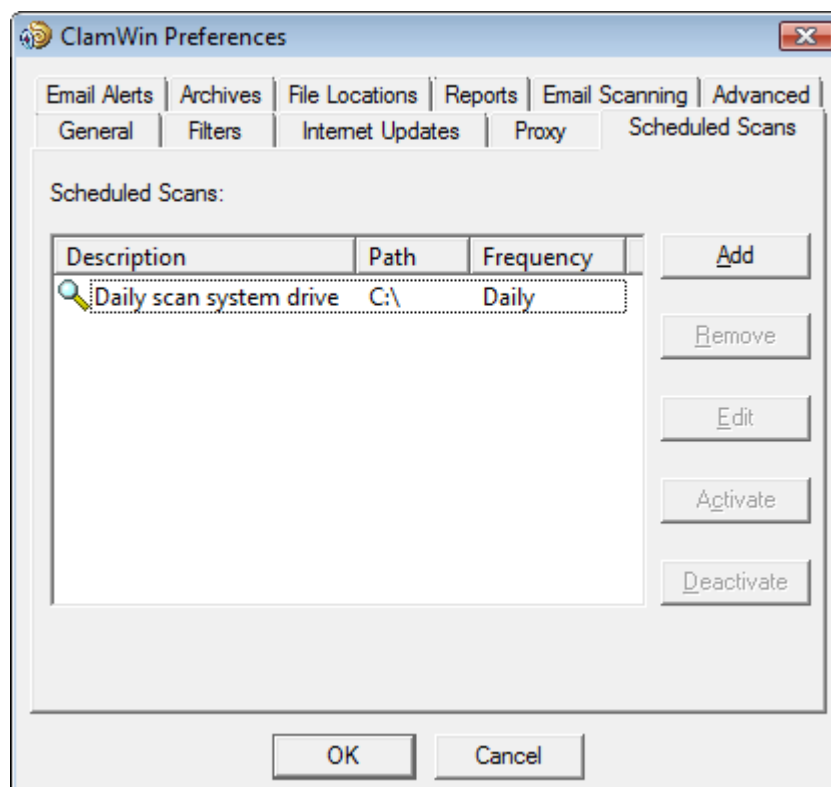 ClamWin Preferences
Email Alerts Archives File Locations Reports Email Scanning Advanced
General Filters Internet Updates Proxy Scheduled Scans
Scheduled Scans:
Description Path Frequency Add
Daily scan system drive C:\ Daily
Remove
Edit
Activate
Deactivate
OK Cancel